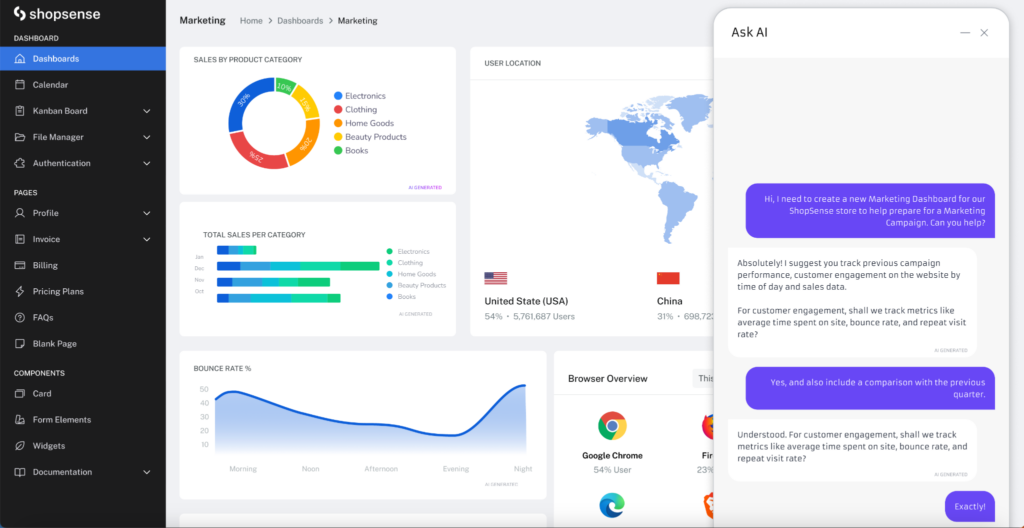 shopsense
DASHBOARD
Dashboards
Calendar
Kanban Board
File Manager
Authentication
PAGES
Profile
Invoice
Billing
Pricing Plans
FAQs
Blank Page
COMPONENTS
Card
Form Elements
Widgets
Documentation
Marketing
Home > Dashboards > Marketing
SALES BY PRODUCT CATEGORY
10%
15%
20%
25%
30%
Electronics
Clothing
Home Goods
Beauty Products
Books
AI GENERATED
TOTAL SALES PER CATEGORY
Jan
Dec
Nov
Oct
Electronics
Clothing
Home Goods
Beauty Products
Books
AI GENERATED
USER LOCATION
United State (USA)
54% • 5,761,687 Users
China
31% • 698,723
BOUNCE RATE %
50
40
30
20
10
Morning
Noon
Afternoon
Evening
Night
AI GENERATED
Browser Overview
This
Google Chrome
54% User
Fir
23%
Ask AI
Hi, I need to create a new Marketing Dashboard for our
ShopSense store to help prepare for a Marketing
Campaign. Can you help?
Absolutely! I suggest you track previous campaign
performance, customer engagement on the website by
time of day and sales data.
For customer engagement, shall we track metrics like
average time spent on site, bounce rate, and repeat visit
rate?
AI GENERATED
Yes, and also include a comparison with the previous
quarter.
Understood. For customer engagement, shall we track
metrics like average time spent on site, bounce rate, and
repeat visit rate?
AI GENERATED
Exactly!